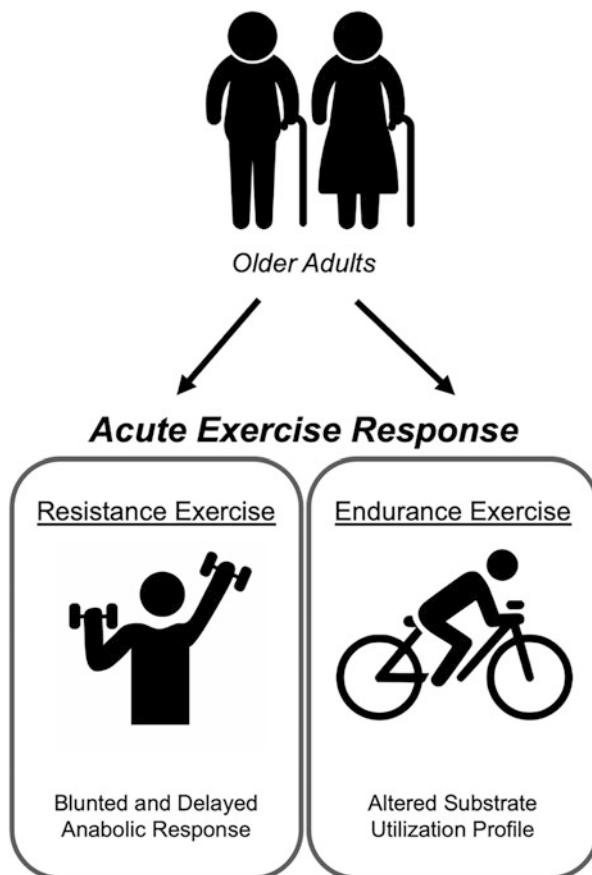 Older Adults
Acute Exercise Response
Resistance Exercise
Blunted and Delayed
Anabolic Response
Endurance Exercise
Altered Substrate
Utilization Profile